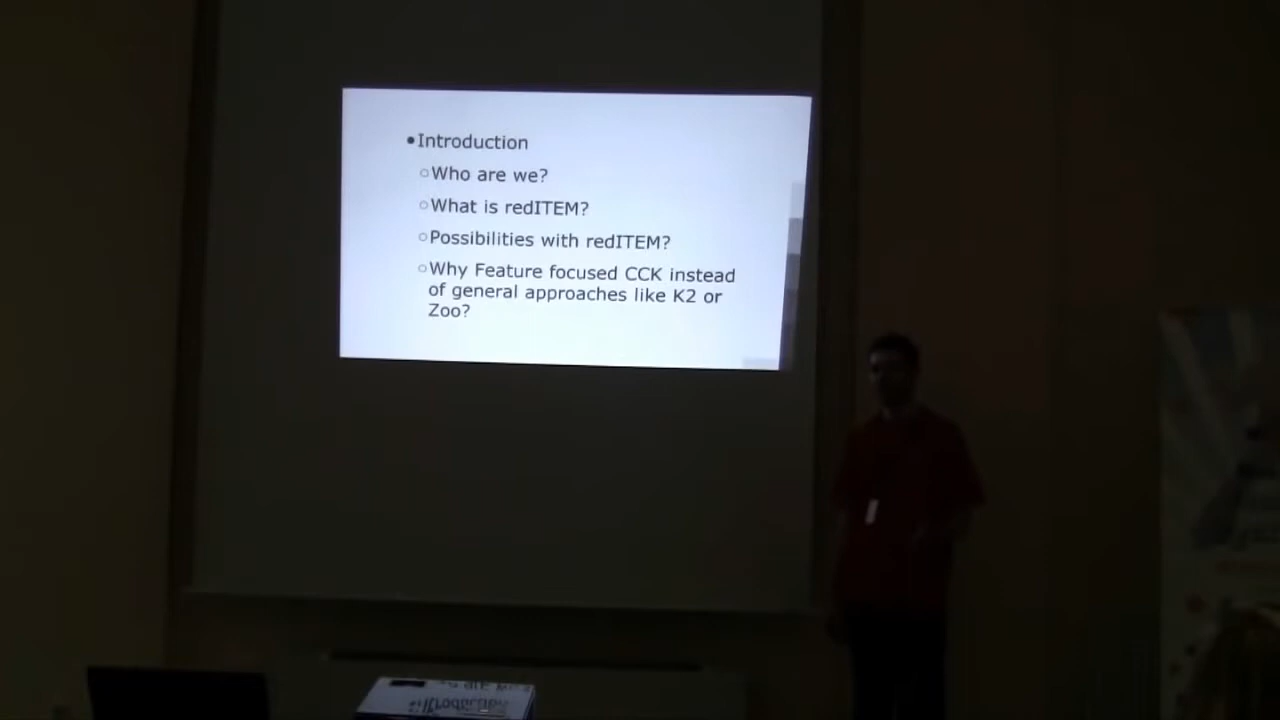 •Introduction
○Who are we?
○What is redITEM?
○Possibilities with redITEM?
○Why Feature focused CCK instead
of general approaches like K2 or
Zoo?